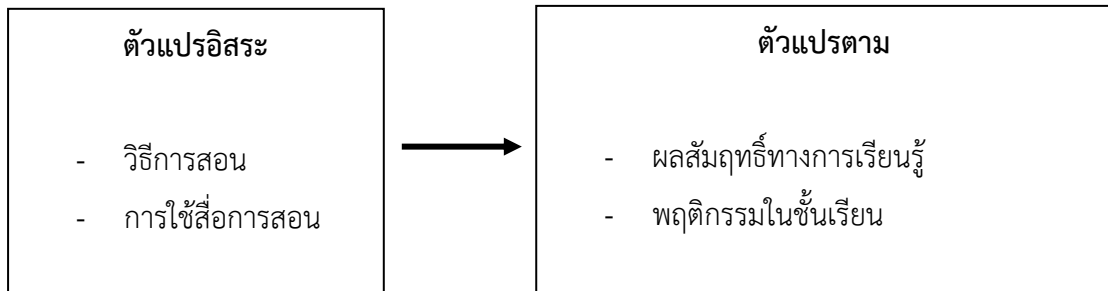 ตัวแปรอิสระ
- วิธีการสอน
- การใช้สื่อการสอน
ตัวแปรตาม
- ผลสัมฤทธิ์ทางการเรียนรู้
- พฤติกรรมในชั้นเรียน